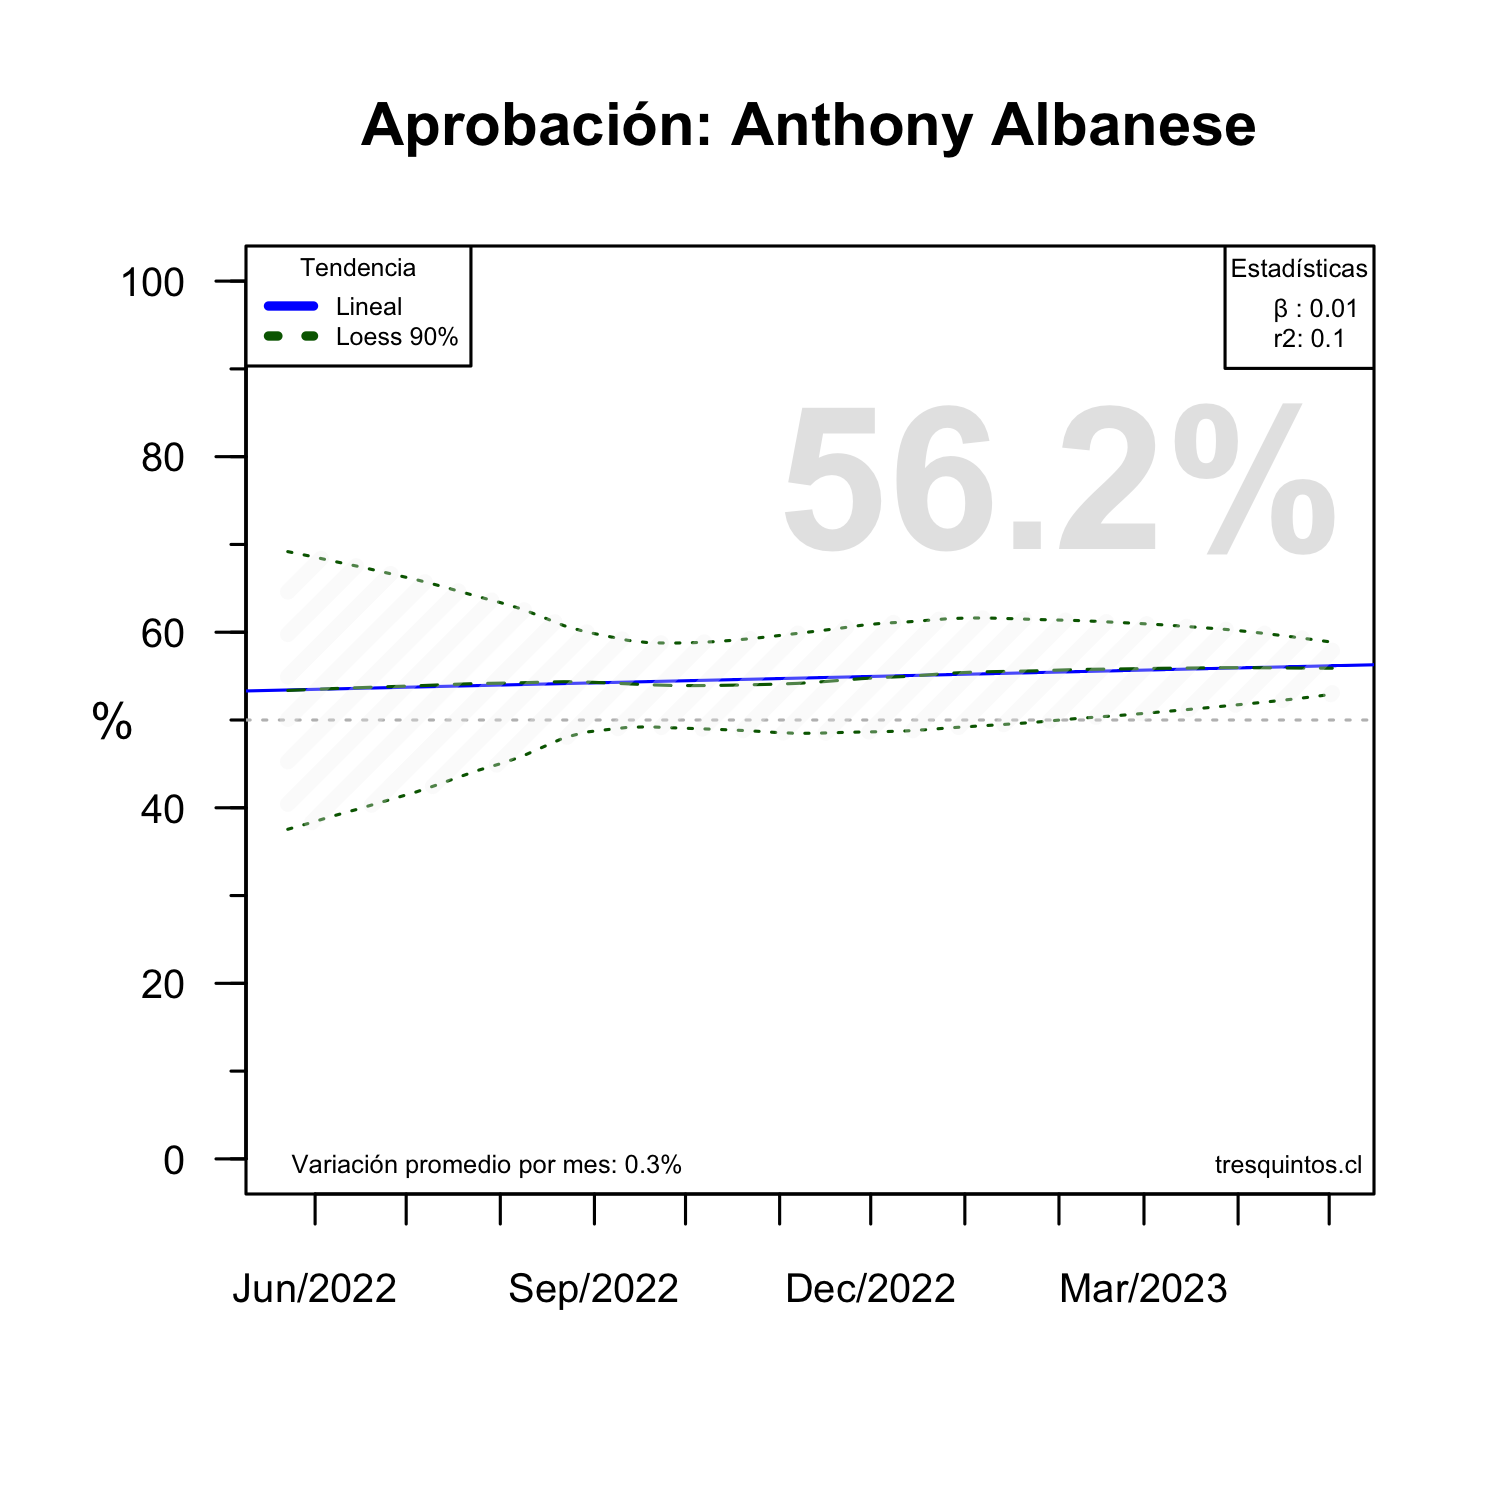 Aprobación: Anthony Albanese
Tendencia
Lineal
Loess 90%
Estadísticas
β : 0.01
r2: 0.1
56.2%
100
80
60
%
40
20
0
Variación promedio por mes: 0.3%
tresquintos.cl
Jun/2022
Sep/2022
Dec/2022
Mar/2023